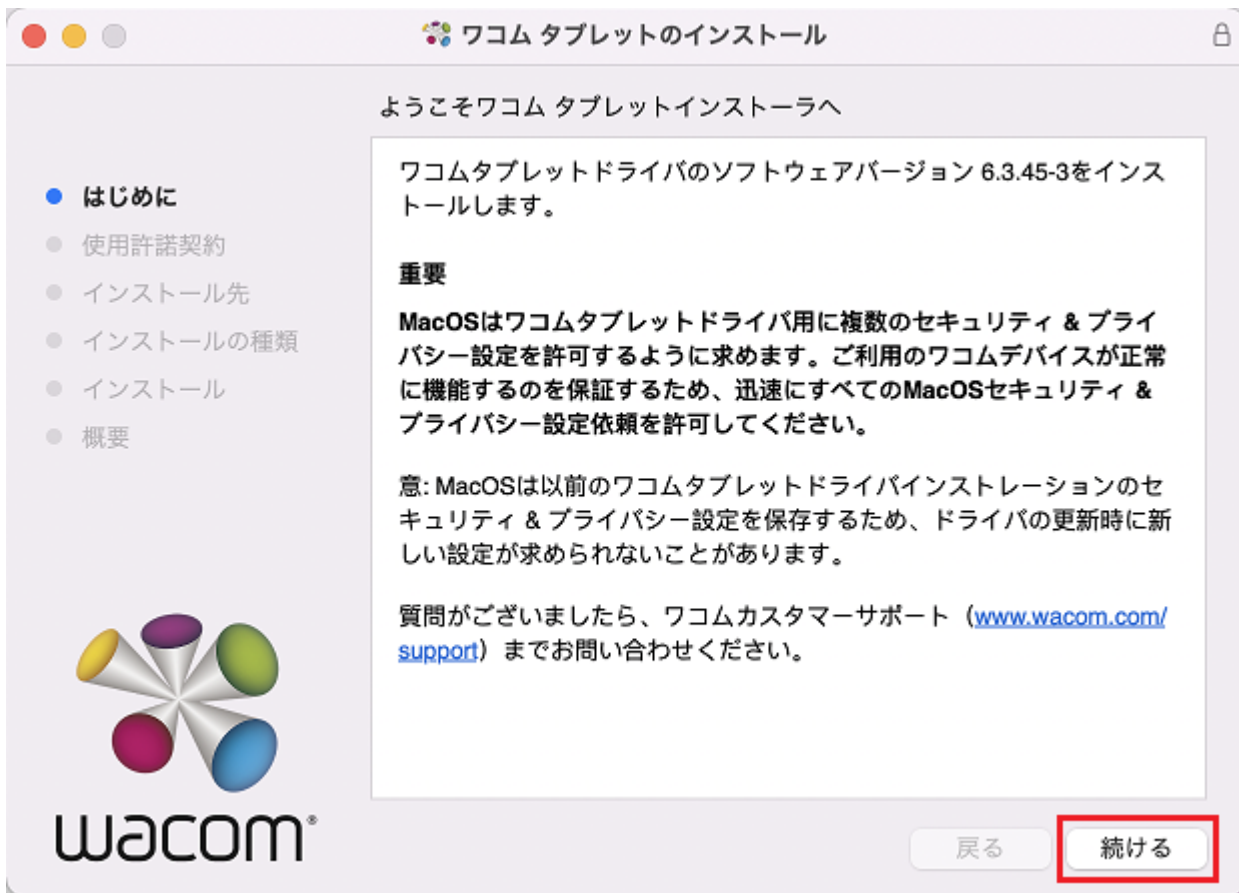 ワコム タブレットのインストール
ようこそワコム タブレットインストーラへ
はじめに
使用許諾契約
インストール先
インストールの種類
インストール
概要
ワコムタブレットドライバのソフトウェアバージョン 6.3.45-3をインス
トールします。
重要
MacOSはワコムタブレットドライバ用に複数のセキュリティ & プライ
バシー設定を許可するように求めます。ご利用のワコムデバイスが正常
に機能するのを保証するため、迅速にすべてのMacOSセキュリティ &
プライバシー設定依頼を許可してください。
意: MacOSは以前のワコムタブレットドライバインストレーションのセ
キュリティ & プライバシー設定を保存するため、ドライバの更新時に新
しい設定が求められないことがあります。
質問がございましたら、ワコムカスタマーサポート（www.wacom.com/
support）までお問い合わせください。
wacom®
戻る
続ける